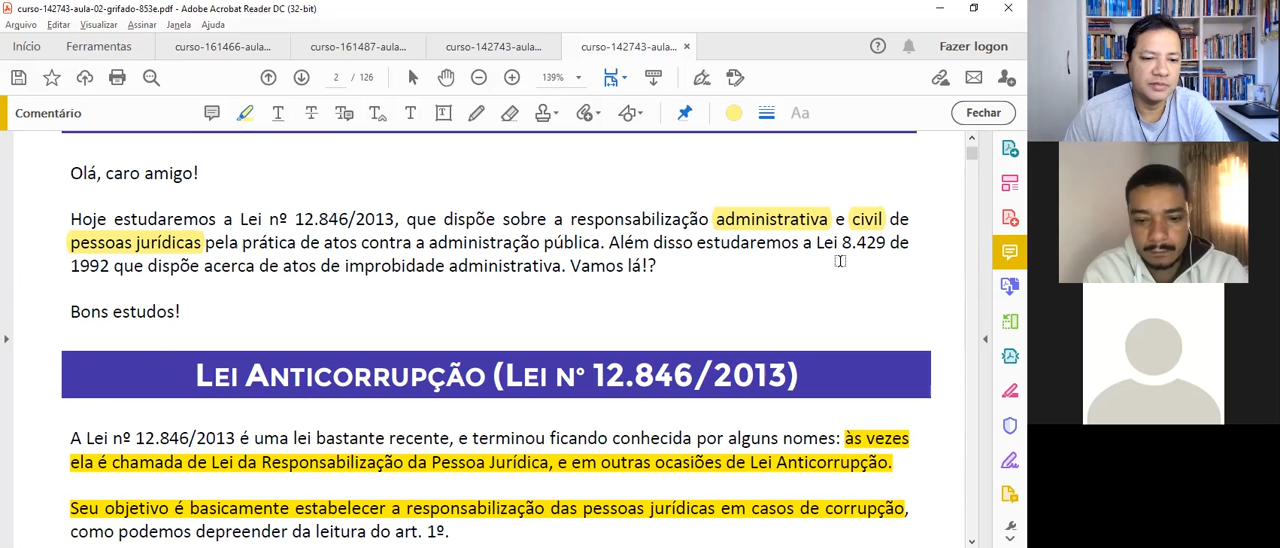 curso-142743-aula-02-grifado-853e.pdf - Adobe Acrobat Reader DC (32-bit)
Arquivo Editar Visualizar Assinar Janela Ajuda
Início Ferramentas curso-161466-aula... curso-161487-aula... curso-142743-aula... curso-142743-aula... × Fazer logon
2 / 126 139%
Comentário Aa Fechar
Olá, caro amigo!
Hoje estudaremos a Lei nº 12.846/2013, que dispõe sobre a responsabilização administrativa e civil de
pessoas jurídicas pela prática de atos contra a administração pública. Além disso estudaremos a Lei 8.429 de
1992 que dispõe acerca de atos de improbidade administrativa. Vamos lá!?
Bons estudos!
LEI ANTICORRUPÇÃO (LEI Nº 12.846/2013)
A Lei nº 12.846/2013 é uma lei bastante recente, e terminou ficando conhecida por alguns nomes: às vezes
ela é chamada de Lei da Responsabilização da Pessoa Jurídica, e em outras ocasiões de Lei Anticorrupção.
Seu objetivo é basicamente estabelecer a responsabilização das pessoas jurídicas em casos de corrupção,
como podemos depreender da leitura do art. 1º.